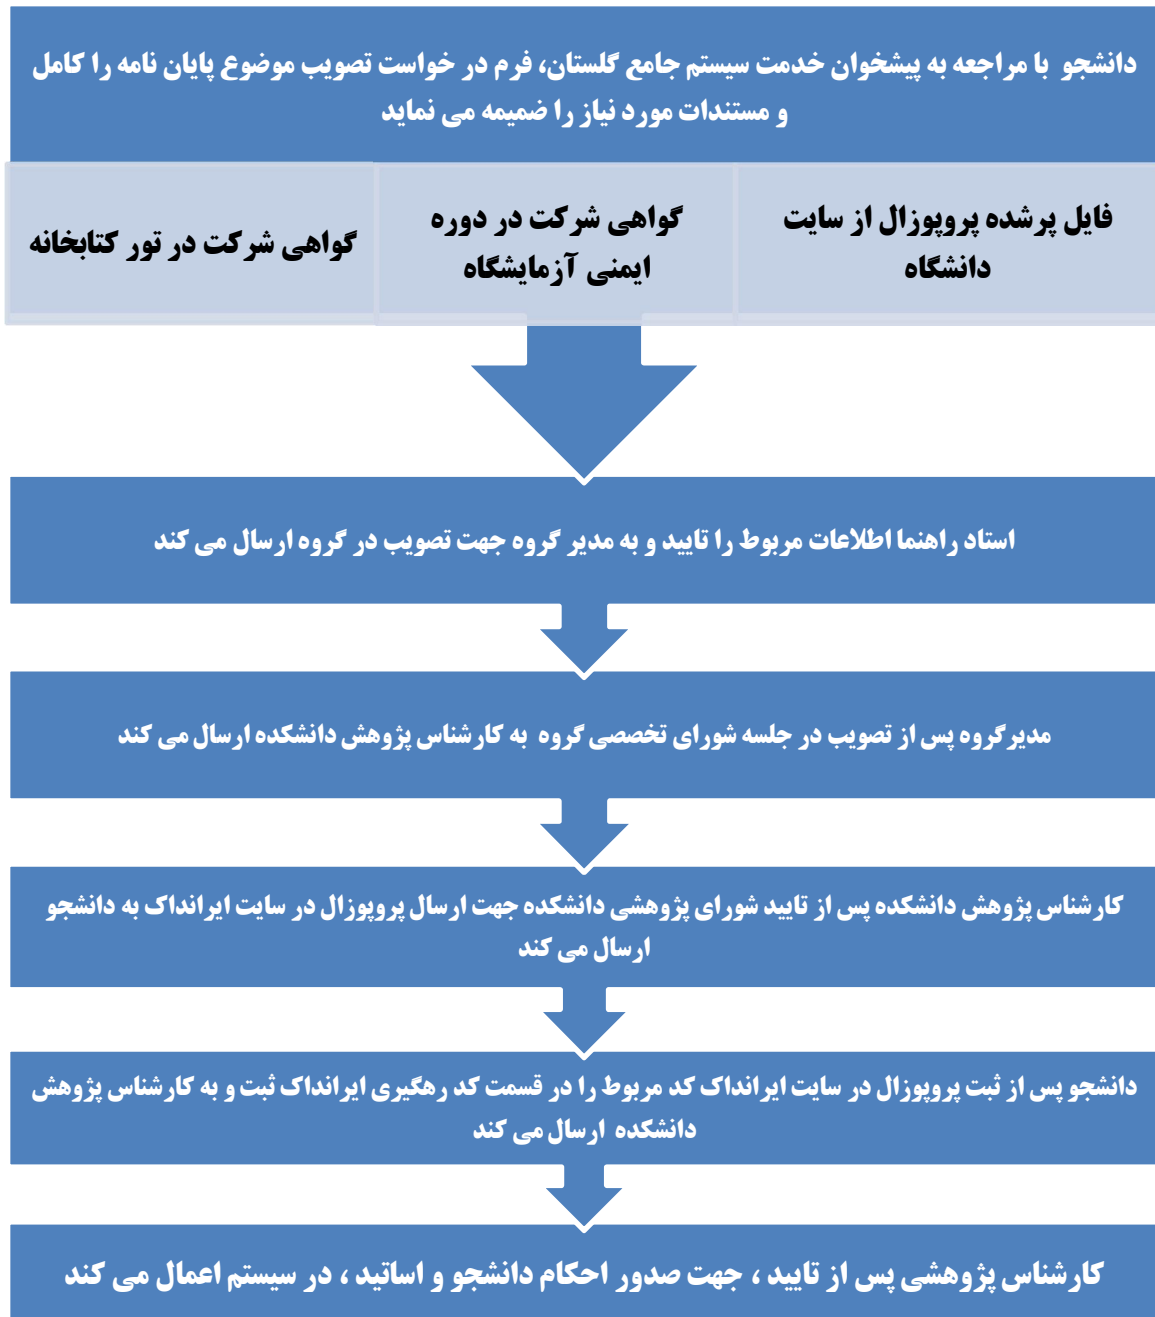 دانشجو با مراجعه به پیشخوان خدمت سیستم جامع گلستان، فرم در خواست تصویب موضوع پایان نامه را کامل
و مستندات مورد نیاز را ضمیمه می نماید
فایل پرشده پروپوزال از سایت
دانشگاه
گواهی شرکت در دوره
ایمنی آزمایشگاه
گواهی شرکت در تور کتابخانه
استاد راهنما اطلاعات مربوط را تایید و به مدیر گروه جهت تصویب در گروه ارسال می کند
مدیرگروه پس از تصویب در جلسه شورای تخصصی گروه به کارشناس پژوهش دانشکده ارسال می کند
کارشناس پژوهش دانشکده پس از تایید شورای پژوهشی دانشکده جهت ارسال پروپوزال در سایت ایرانداک به دانشجو
ارسال می کند
دانشجو پس از ثبت پروپوزال در سایت ایرانداک کد مربوط را در قسمت کد رهگیری ایرانداک ثبت و به کارشناس پژوهش
دانشکده ارسال می کند
کارشناس پژوهشی پس از تایید ، جهت صدور احکام دانشجو و اساتید ، در سیستم اعمال می کند